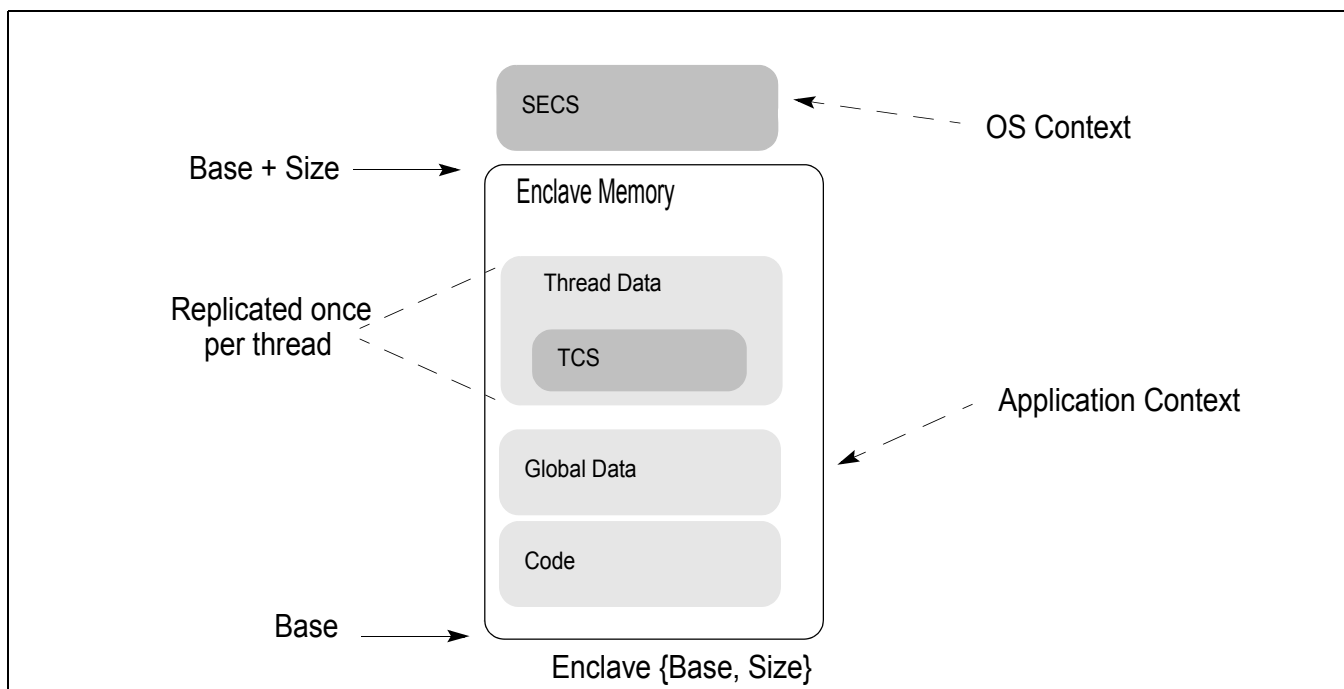 SECS
OS Context
Base + Size
Enclave Memory
Thread Data
Replicated once
per thread
TCS
Application Context
Global Data
Code
Base
Enclave {Base, Size}